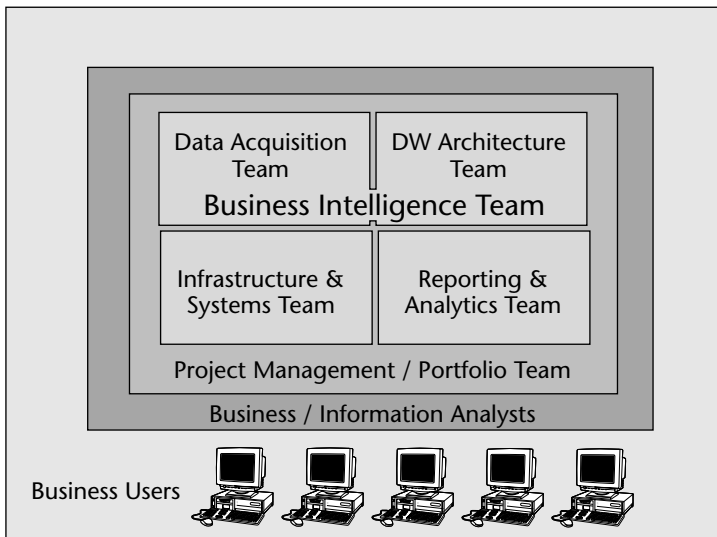 Data Acquisition
Team
DW Architecture
Team
Business Intelligence Team
Infrastructure &
Systems Team
Reporting &
Analytics Team
Project Management / Portfolio Team
Business / Information Analysts
Business Users